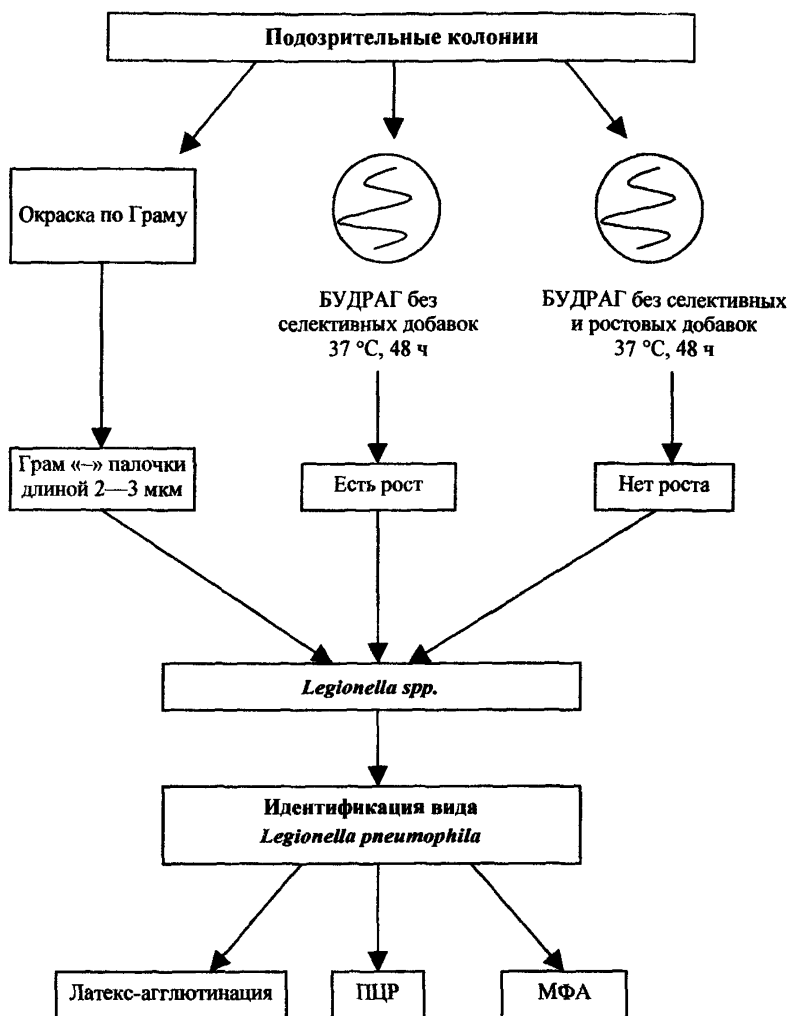 Подозрительные колонии
Окраска по Граму
БУДРАГ без
селективных добавок
37 °С, 48 ч
БУДРАГ без селективных
и ростовых добавок
37 °С, 48 ч
Грам «–» палочки
длиной 2—3 мкм
Есть рост
Нет роста
Legionella spp.
Идентификация вида
Legionella pneumophila
Латекс-агглютинация
ПЦР
МФА